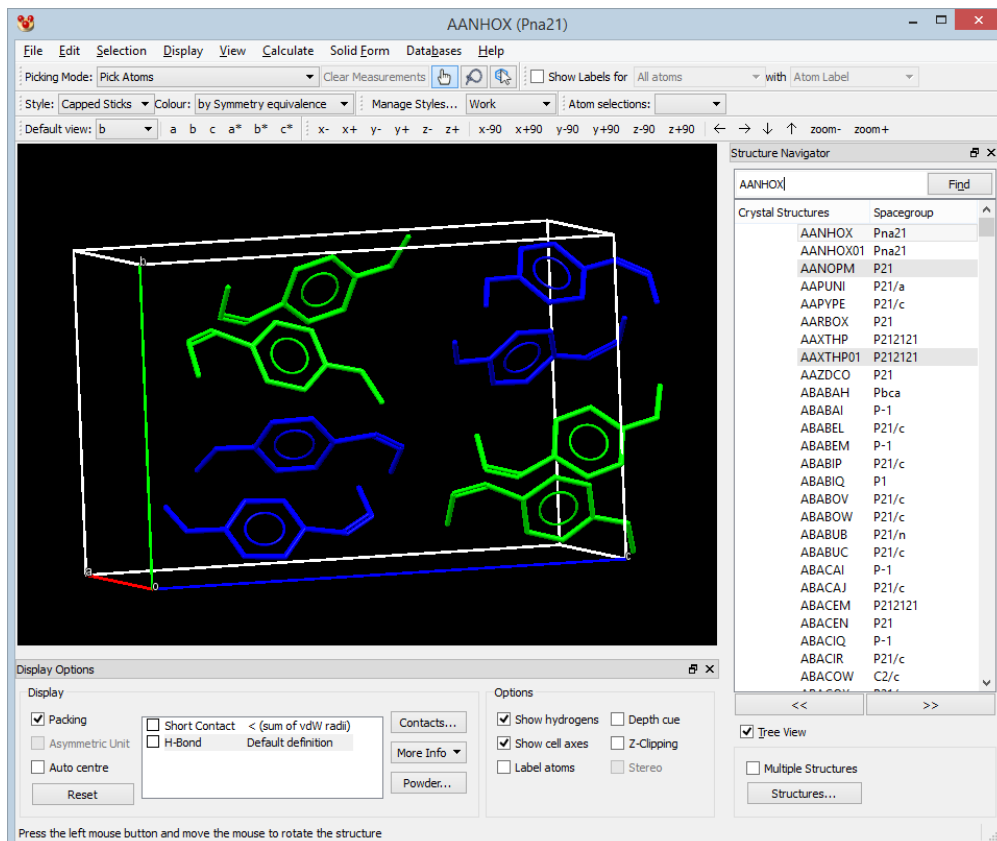 AANHOX (Pna21)
File Edit Selection Display View Calculate Solid Form Databases Help
Picking Mode: Pick Atoms Clear Measurements Show Labels for All atoms with Atom Label
Style: Capped Sticks Colour: by Symmetry equivalence Manage Styles... Work Atom selections:
Default view: b a b c a* b* c* x- x+ y- y+ z- z+ x-90 x+90 y-90 y+90 z-90 z+90 ← → ↓ ↑ zoom- zoom+
Structure Navigator
AANHOX Find
Crystal Structures Spacegroup
AANHOX Pna21
AANHOX01 Pna21
AANOPM P21
AAPUNI P21/a
AAPYPE P21/c
AARBOX P21
AAXTHP P212121
AAXTHP01 P212121
AAZDCO P21
ABABAH Pbca
ABABAI P-1
ABABEL P21/c
ABABEM P-1
ABABIP P21/c
ABABIQ P1
ABABOV P21/c
ABABOW P21/c
ABABUB P21/n
ABABUC P21/c
ABACAI P-1
ABACAJ P21/c
ABACEM P212121
ABACEN P21
ABACIQ P-1
ABACIR P21/c
ABACOW C2/c
<< >>
Tree View
Multiple Structures
Structures...
b
a
o
c
Display Options
Display
Packing
Asymmetric Unit
Auto centre
Reset
Short Contact < (sum of vdW radii)
H-Bond Default definition
Contacts...
More Info
Powder...
Options
Show hydrogens Depth cue
Show cell axes Z-Clipping
Label atoms Stereo
Press the left mouse button and move the mouse to rotate the structure